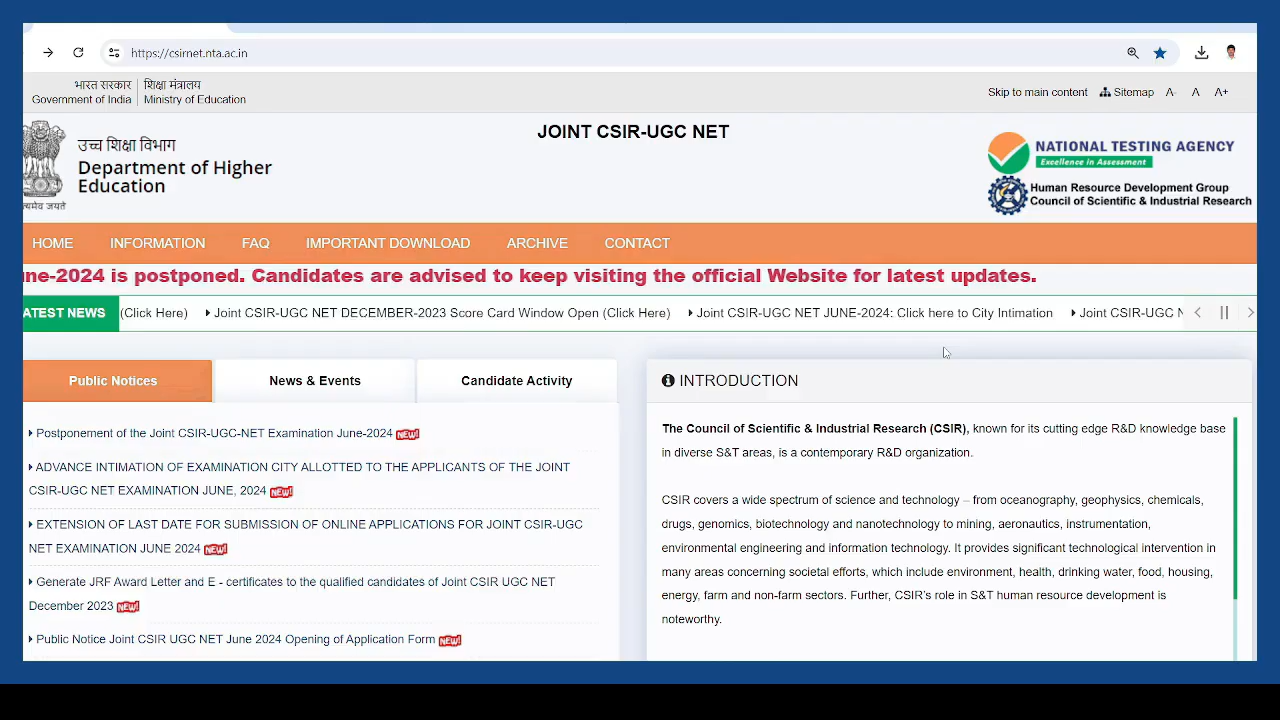 https://csirnet.nta.ac.in
भारत सरकार शिक्षा मंत्रालय
Government of India Ministry of Education
Skip to main content Sitemap A- A A+
उच्च शिक्षा विभाग
Department of Higher
Education
JOINT CSIR-UGC NET
NATIONAL TESTING AGENCY
Excellence in Assessment
Human Resource Development Group
Council of Scientific & Industrial Research
HOME INFORMATION FAQ IMPORTANT DOWNLOAD ARCHIVE CONTACT
ne-2024 is postponed. Candidates are advised to keep visiting the official Website for latest updates.
ATEST NEWS (Click Here) Joint CSIR-UGC NET DECEMBER-2023 Score Card Window Open (Click Here) Joint CSIR-UGC NET JUNE-2024: Click here to City Intimation Joint CSIR-UGC N
Public Notices News & Events Candidate Activity
Postponement of the Joint CSIR-UGC-NET Examination June-2024 NEW!
ADVANCE INTIMATION OF EXAMINATION CITY ALLOTTED TO THE APPLICANTS OF THE JOINT
CSIR-UGC NET EXAMINATION JUNE, 2024 NEW!
EXTENSION OF LAST DATE FOR SUBMISSION OF ONLINE APPLICATIONS FOR JOINT CSIR-UGC
NET EXAMINATION JUNE 2024 NEW!
Generate JRF Award Letter and E - certificates to the qualified candidates of Joint CSIR UGC NET
December 2023 NEW!
Public Notice Joint CSIR UGC NET June 2024 Opening of Application Form NEW!
INTRODUCTION
The Council of Scientific & Industrial Research (CSIR), known for its cutting edge R&D knowledge base
in diverse S&T areas, is a contemporary R&D organization.
CSIR covers a wide spectrum of science and technology – from oceanography, geophysics, chemicals,
drugs, genomics, biotechnology and nanotechnology to mining, aeronautics, instrumentation,
environmental engineering and information technology. It provides significant technological intervention in
many areas concerning societal efforts, which include environment, health, drinking water, food, housing,
energy, farm and non-farm sectors. Further, CSIR's role in S&T human resource development is
noteworthy.